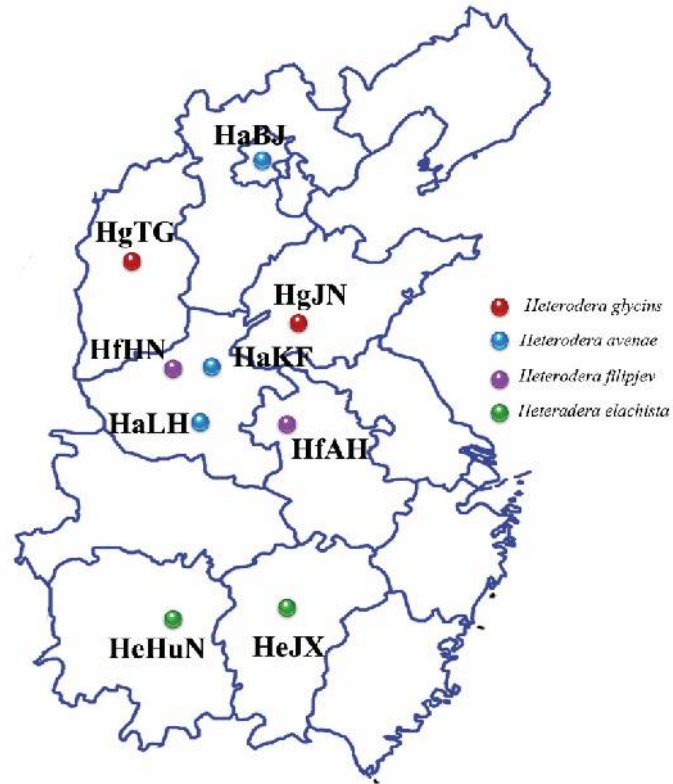 HaBJ
HgTG
HgJN
HfHN
HaKF
HaLH
HfAH
HcHuN
HeJX
Heterodera glycins
Heterodera avenae
Heterodera filipjev
Heteradera elachista